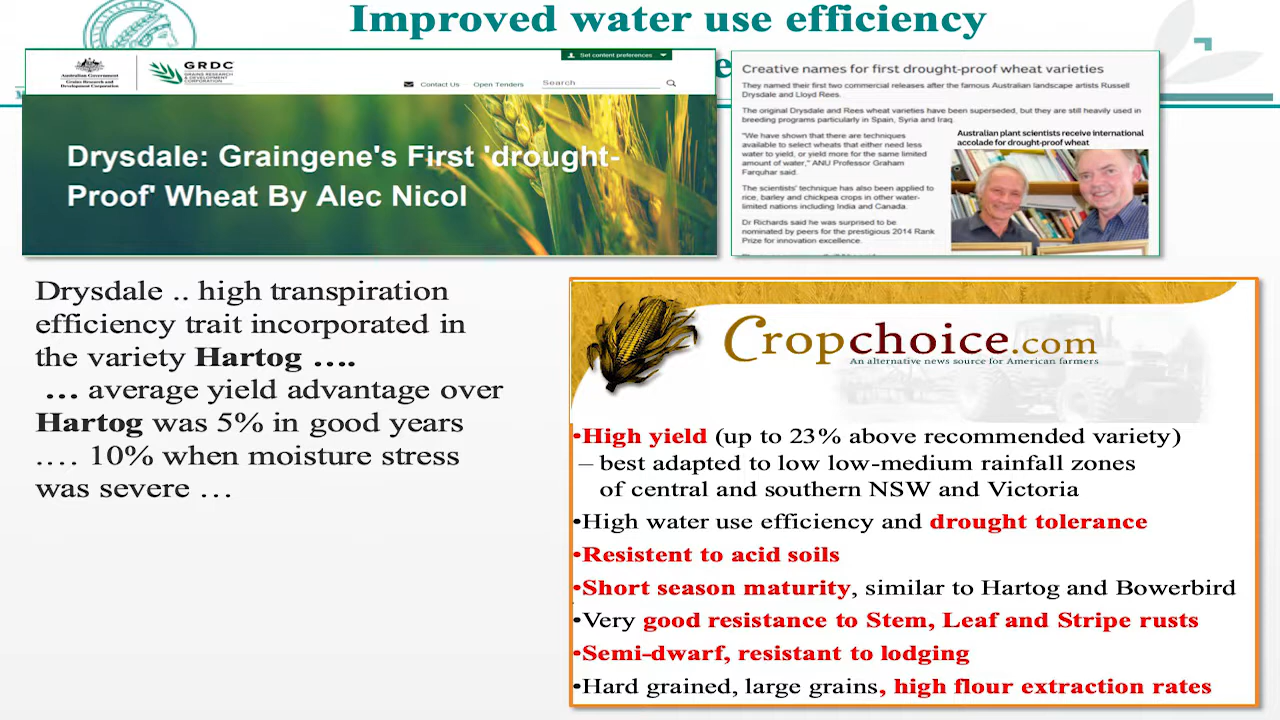 Improved water use efficiency
Australian Government
Grains Research and
Development Corporation
GRDC
GRAINS RESEARCH
& DEVELOPMENT
CORPORATION
Set content preferences
Contact Us Open Tenders Search
Drysdale: Graingene's First 'drought-
Proof' Wheat By Alec Nicol
Creative names for first drought-proof wheat varieties
They named their first two commercial releases after the famous Australian landscape artists Russell
Drysdale and Lloyd Rees.
The original Drysdale and Rees wheat varieties have been superseded, but they are still heavily used in
breeding programs particularly in Spain, Syria and Iraq.
"We have shown that there are techniques
available to select wheats that either need less
water to yield, or yield more for the same limited
amount of water," ANU Professor Graham
Farquhar said.
The scientists' technique has also been applied to
rice, barley and chickpea crops in other water-
limited nations including India and Canada.
Dr Richards said he was surprised to be
nominated by peers for the prestigious 2014 Rank
Prize for innovation excellence.
Australian plant scientists receive international
accolade for drought-proof wheat
Drysdale .. high transpiration
efficiency trait incorporated in
the variety Hartog ....
... average yield advantage over
Hartog was 5% in good years
.... 10% when moisture stress
was severe ...
Cropchoice.com
An alternative news source for American farmers
•High yield (up to 23% above recommended variety)
– best adapted to low low-medium rainfall zones
of central and southern NSW and Victoria
•High water use efficiency and drought tolerance
•Resistent to acid soils
•Short season maturity, similar to Hartog and Bowerbird
•Very good resistance to Stem, Leaf and Stripe rusts
•Semi-dwarf, resistant to lodging
•Hard grained, large grains, high flour extraction rates